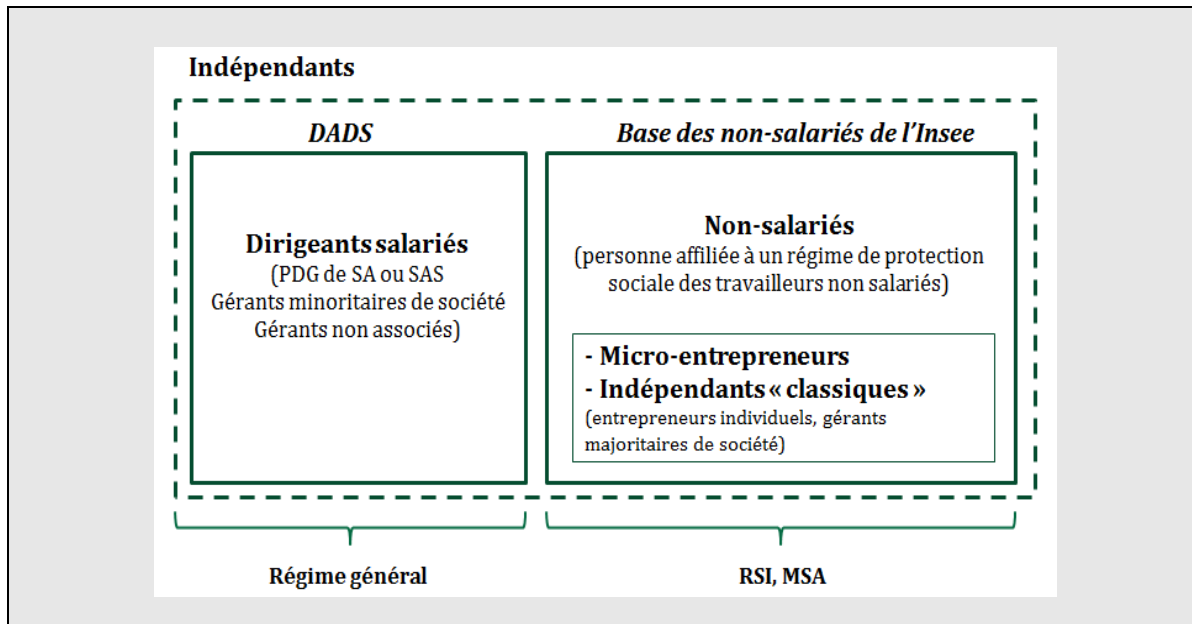 Indépendants
DADS
Base des non-salariés de l'Insee
Dirigeants salariés
(PDG de SA ou SAS
Gérants minoritaires de société
Gérants non associés)
Non-salariés
(personne affiliée à un régime de protection
sociale des travailleurs non salariés)
- Micro-entrepreneurs
- Indépendants « classiques »
(entrepreneurs individuels, gérants
majoritaires de société)
Régime général
RSI, MSA